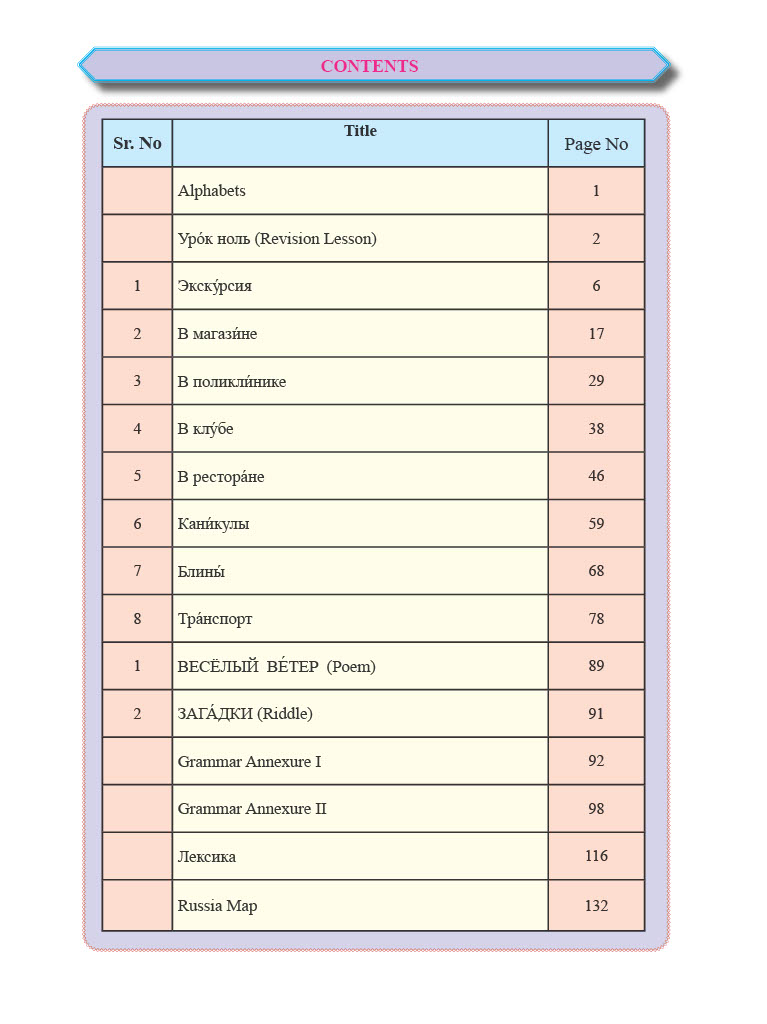 CONTENTS
Sr. No Title Page No
Alphabets 1
Уро́к ноль (Revision Lesson) 2
1 Экску́рсия 6
2 В магази́не 17
3 В поликли́нике 29
4 В клу́бе 38
5 В рестора́не 46
6 Кани́кулы 59
7 Блины́ 68
8 Тра́нспорт 78
1 ВЕСЁЛЫЙ ВЕ́ТЕР (Poem) 89
2 ЗАГА́ДКИ (Riddle) 91
Grammar Annexure I 92
Grammar Annexure II 98
Лексика 116
Russia Map 132